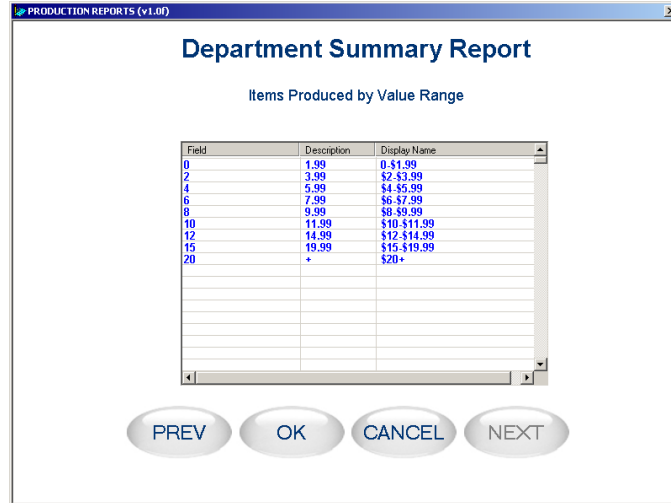 PRODUCTION REPORTS (v1.0f)
Department Summary Report
Items Produced by Value Range
Field Description Display Name
0 1.99 0-$1.99
2 3.99 $2-$3.99
4 5.99 $4-$5.99
6 7.99 $6-$7.99
8 9.99 $8-$9.99
10 11.99 $10-$11.99
12 14.99 $12-$14.99
15 19.99 $15-$19.99
20 + $20+
PREV OK CANCEL NEXT